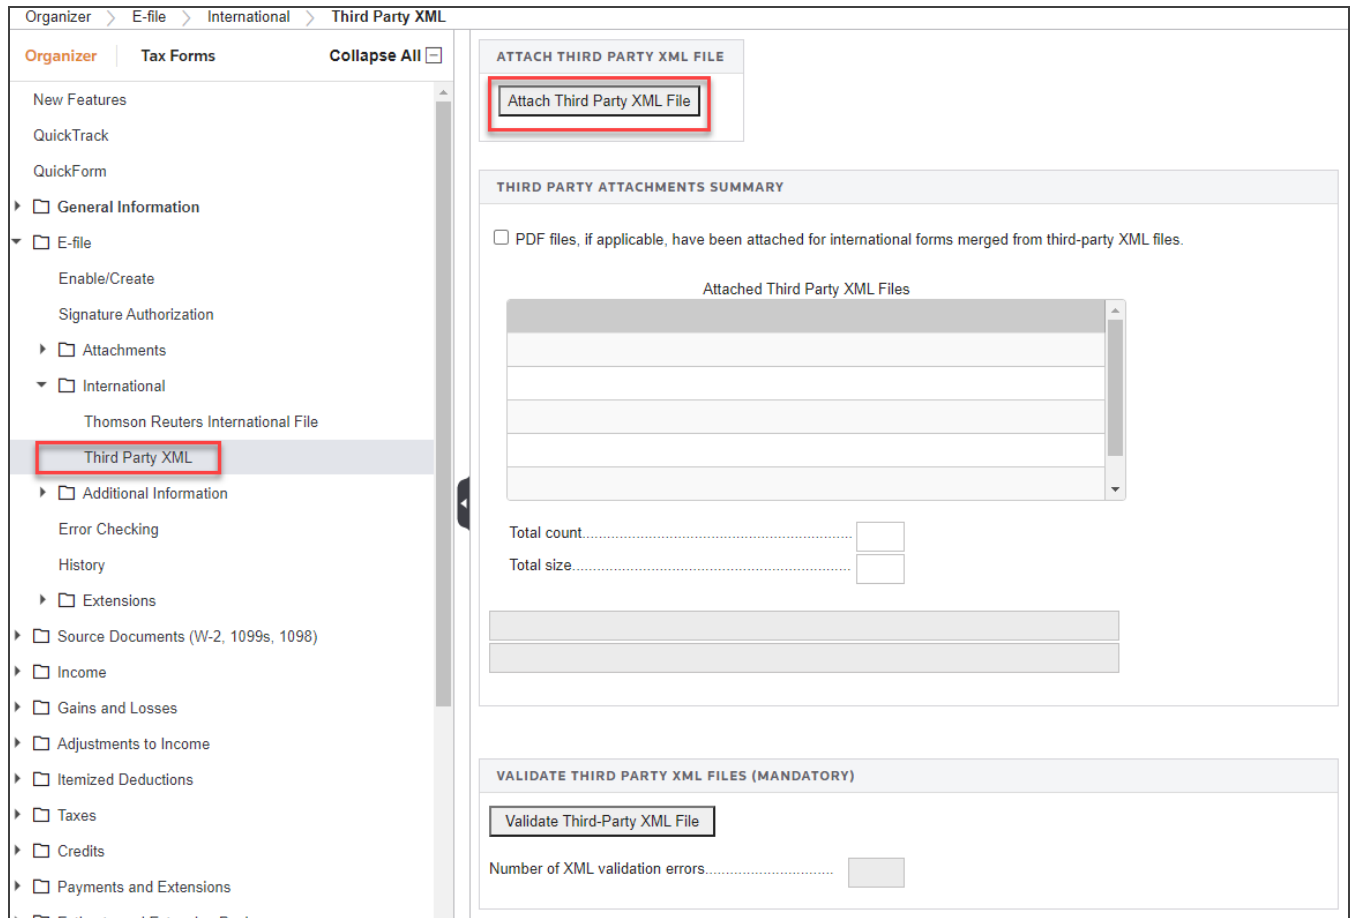 Organizer E-file International Third Party XML
Organizer Tax Forms Collapse All
New Features
QuickTrack
QuickForm
General Information
E-file
Enable/Create
Signature Authorization
Attachments
International
Thomson Reuters International File
Third Party XML
Additional Information
Error Checking
History
Extensions
Source Documents (W-2, 1099s, 1098)
Income
Gains and Losses
Adjustments to Income
Itemized Deductions
Taxes
Credits
Payments and Extensions
ATTACH THIRD PARTY XML FILE
Attach Third Party XML File
THIRD PARTY ATTACHMENTS SUMMARY
PDF files, if applicable, have been attached for international forms merged from third-party XML files.
Attached Third Party XML Files
Total count
Total size
VALIDATE THIRD PARTY XML FILES (MANDATORY)
Validate Third-Party XML File
Number of XML validation errors